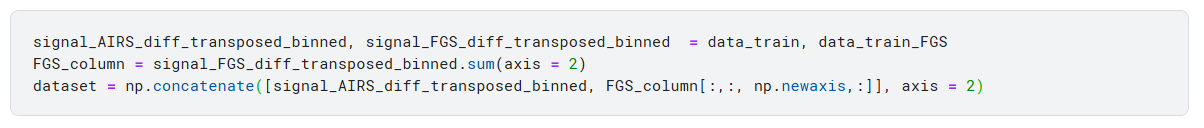 signal_AIRS_diff_transposed_binned, signal_FGS_diff_transposed_binned  = data_train, data_train_FGS
FGS_column = signal_FGS_diff_transposed_binned.sum(axis = 2)
dataset = np.concatenate([signal_AIRS_diff_transposed_binned, FGS_column[:,:, np.newaxis,:]], axis = 2)